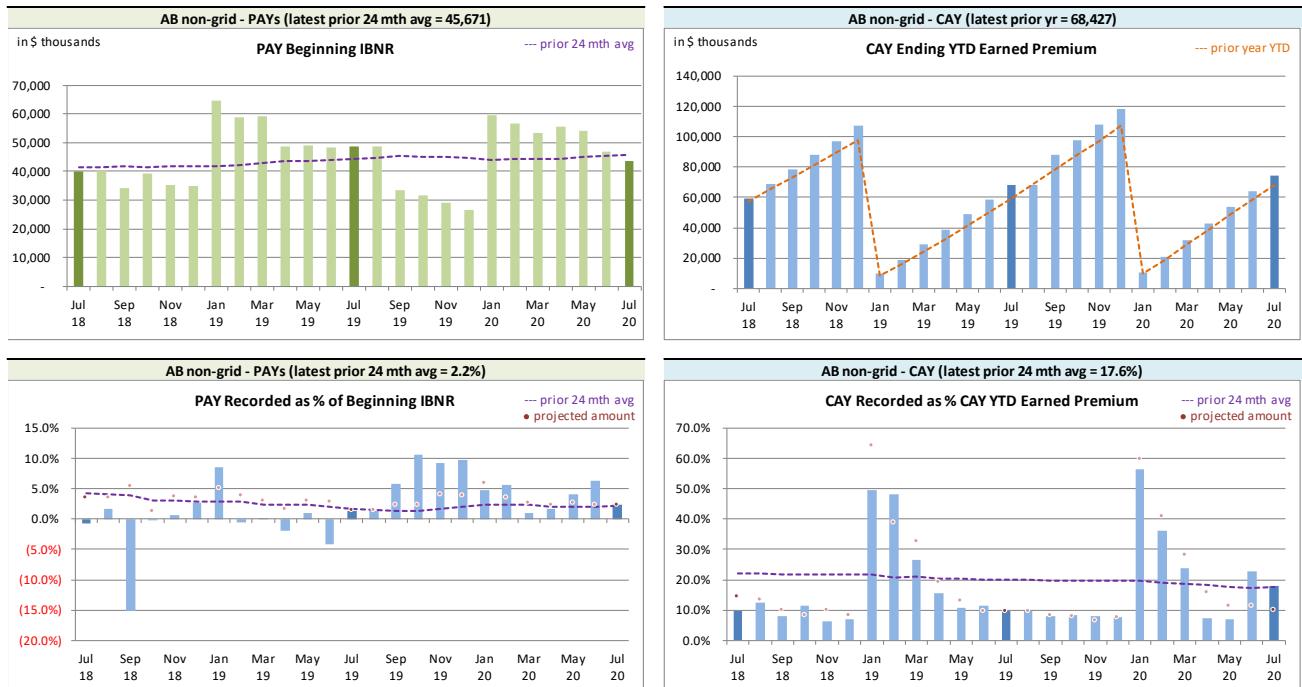 AB non-grid - PAYs (latest prior 24 mth avg = 45,671)
in $ thousands
PAY Beginning IBNR
--- prior 24 mth avg
70,000
60,000
50,000
40,000
30,000
20,000
10,000
-
Jul Sep Nov Jan Mar May Jul Sep Nov Jan Mar May Jul
18 18 18 19 19 19 19 19 19 20 20 20 20
AB non-grid - CAY (latest prior yr = 68,427)
in $ thousands
CAY Ending YTD Earned Premium
--- prior year YTD
140,000
120,000
100,000
80,000
60,000
40,000
20,000
-
Jul Sep Nov Jan Mar May Jul Sep Nov Jan Mar May Jul
18 18 18 19 19 19 19 19 19 20 20 20 20
AB non-grid - PAYs (latest prior 24 mth avg = 2.2%)
PAY Recorded as % of Beginning IBNR
--- prior 24 mth avg
• projected amount
15.0%
10.0%
5.0%
0.0%
(5.0%)
(10.0%)
(15.0%)
(20.0%)
Jul Sep Nov Jan Mar May Jul Sep Nov Jan Mar May Jul
18 18 18 19 19 19 19 19 19 20 20 20 20
AB non-grid - CAY (latest prior 24 mth avg = 17.6%)
CAY Recorded as % CAY YTD Earned Premium
--- prior 24 mth avg
• projected amount
70.0%
60.0%
50.0%
40.0%
30.0%
20.0%
10.0%
0.0%
Jul Sep Nov Jan Mar May Jul Sep Nov Jan Mar May Jul
18 18 18 19 19 19 19 19 19 20 20 20 20